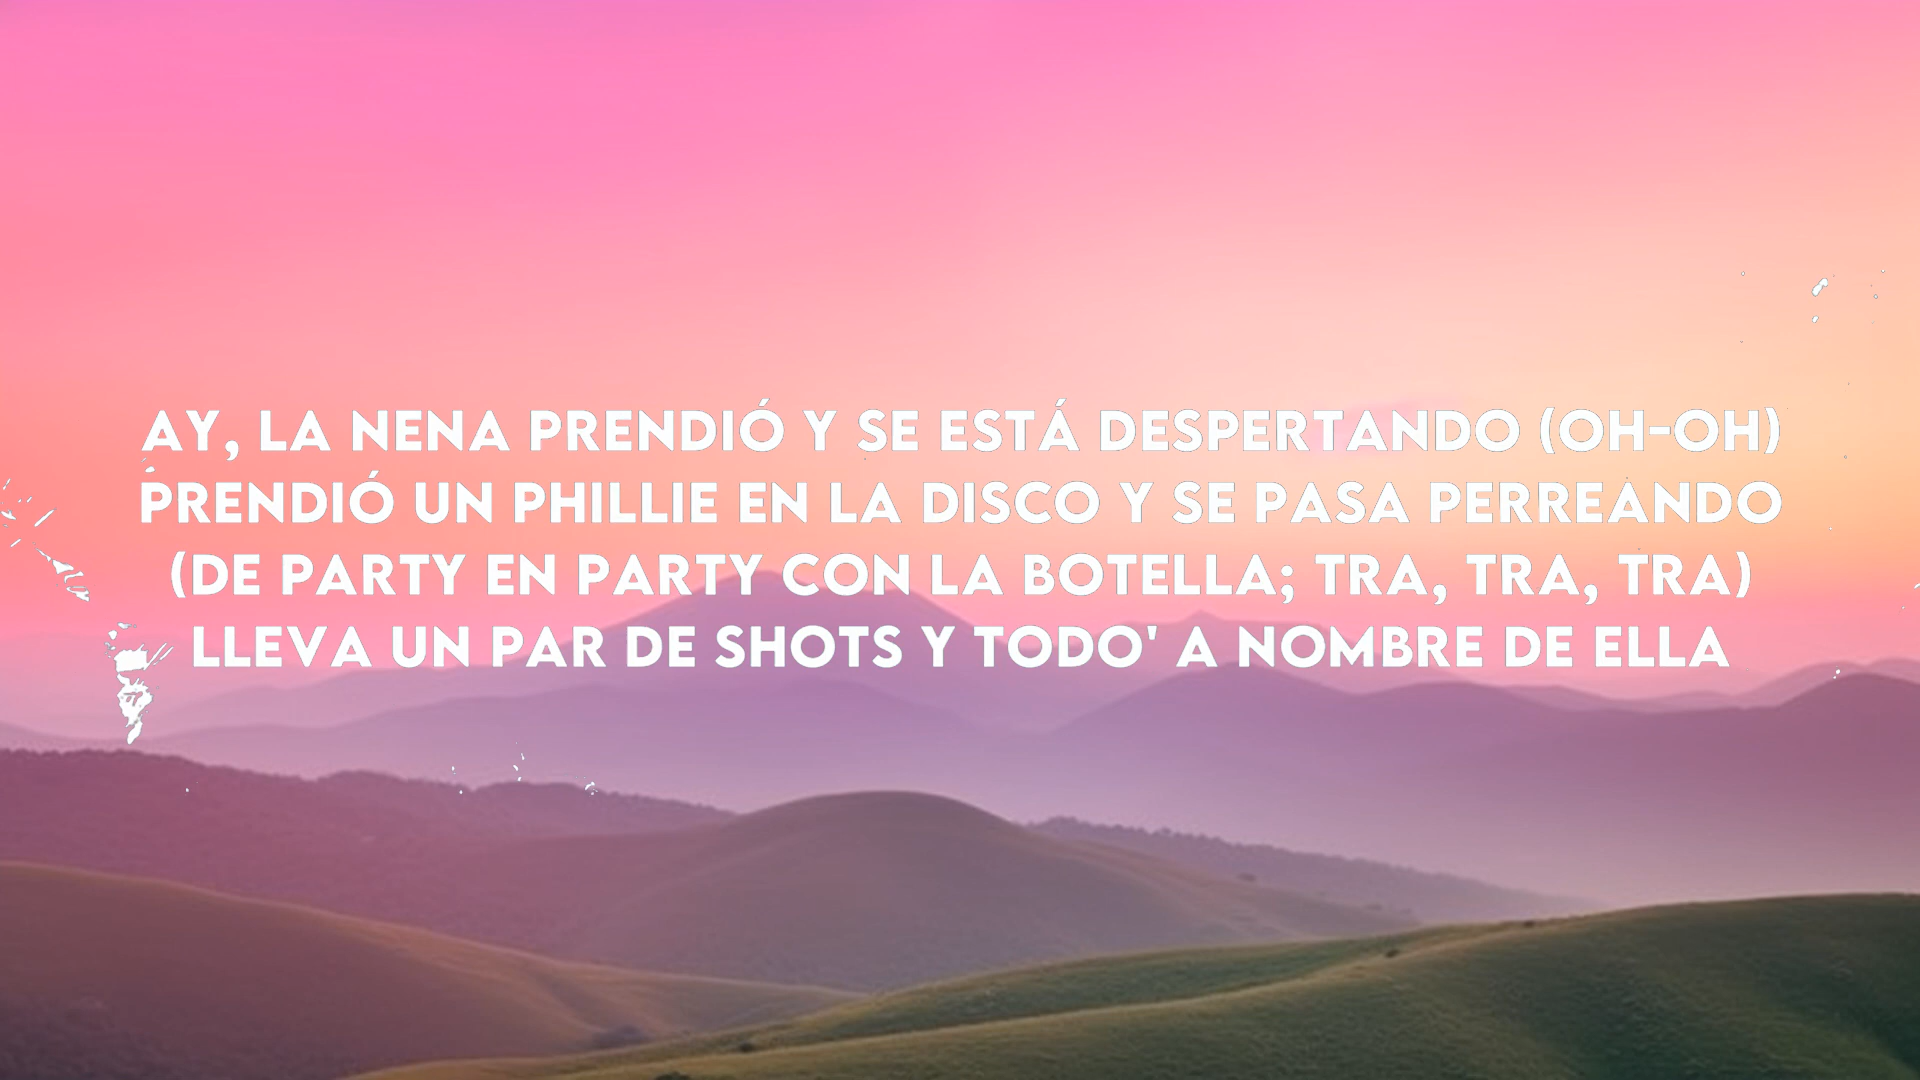 AY, LA NENA PRENDIÓ Y SE ESTÁ DESPERTANDO (OH-OH)
PRENDIÓ UN PHILLIE EN LA DISCO Y SE PASA PERREANDO
(DE PARTY EN PARTY CON LA BOTELLA; TRA, TRA, TRA)
LLEVA UN PAR DE SHOTS Y TODO' A NOMBRE DE ELLA